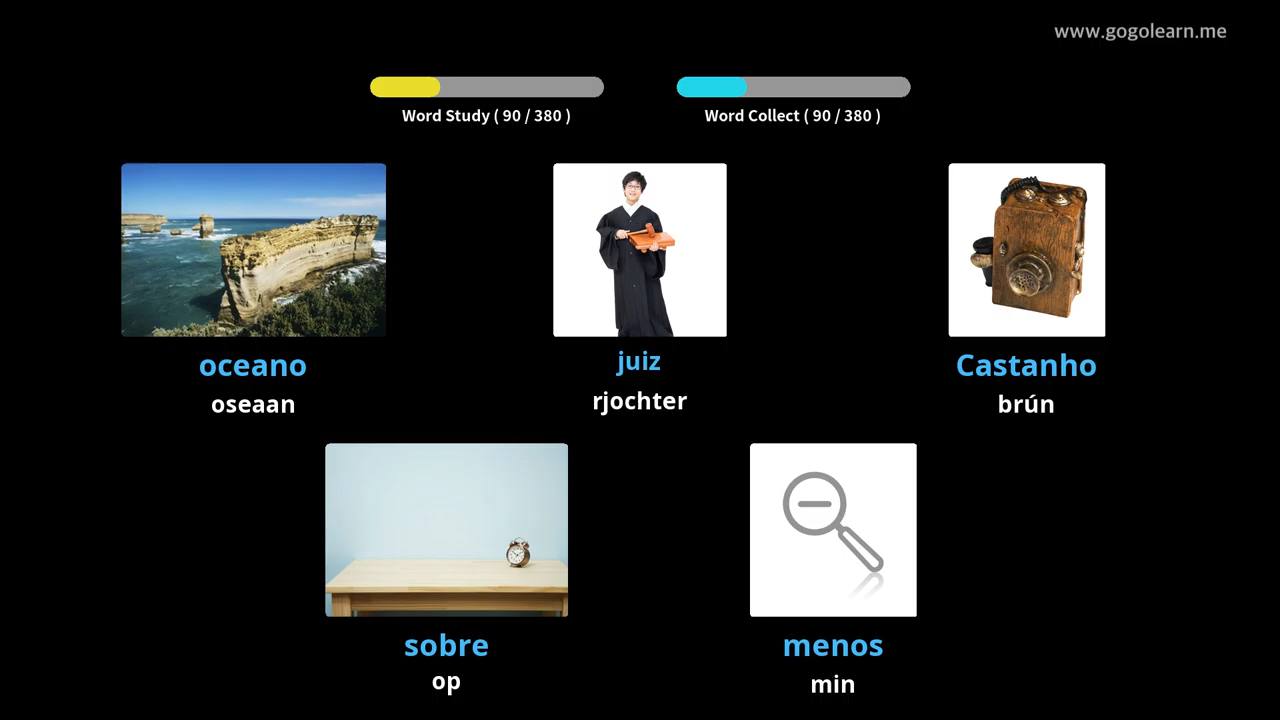 www.gogolearn.me
Word Study ( 90 / 380 )
Word Collect ( 90 / 380 )
oceano
oseaan
juiz
rjochter
Castanho
brún
sobre
op
menos
min